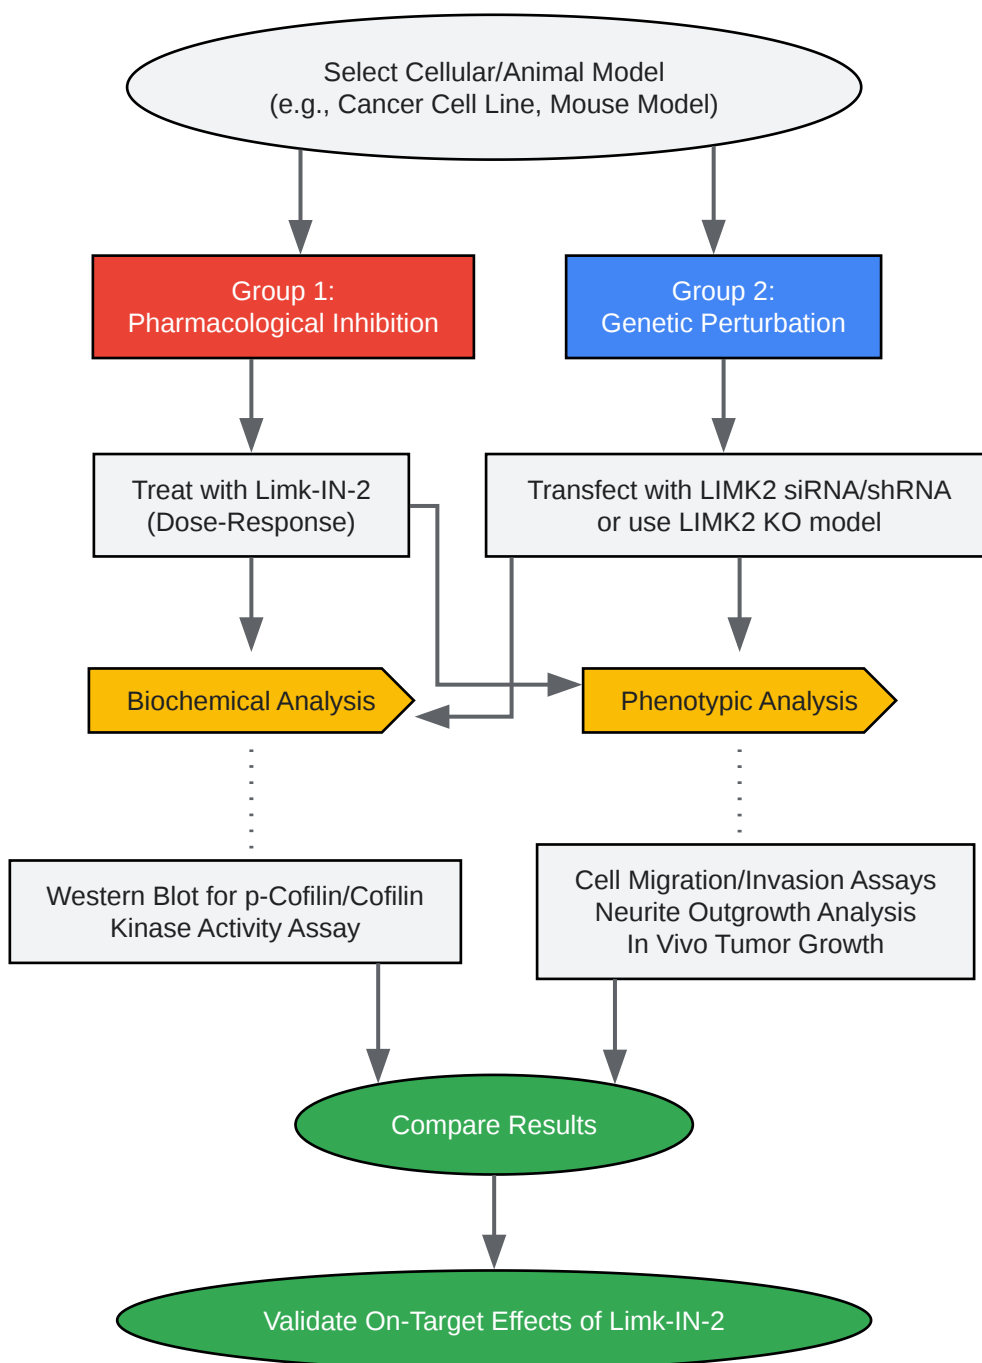 Select Cellular/Animal Model
(e.g., Cancer Cell Line, Mouse Model)
Group 1:
Pharmacological Inhibition
Group 2:
Genetic Perturbation
Treat with Limk-IN-2
(Dose-Response)
Transfect with LIMK2 siRNA/shRNA
or use LIMK2 KO model
Biochemical Analysis
Phenotypic Analysis
Western Blot for p-Cofilin/Cofilin
Kinase Activity Assay
Cell Migration/Invasion Assays
Neurite Outgrowth Analysis
In Vivo Tumor Growth
Compare Results
Validate On-Target Effects of Limk-IN-2